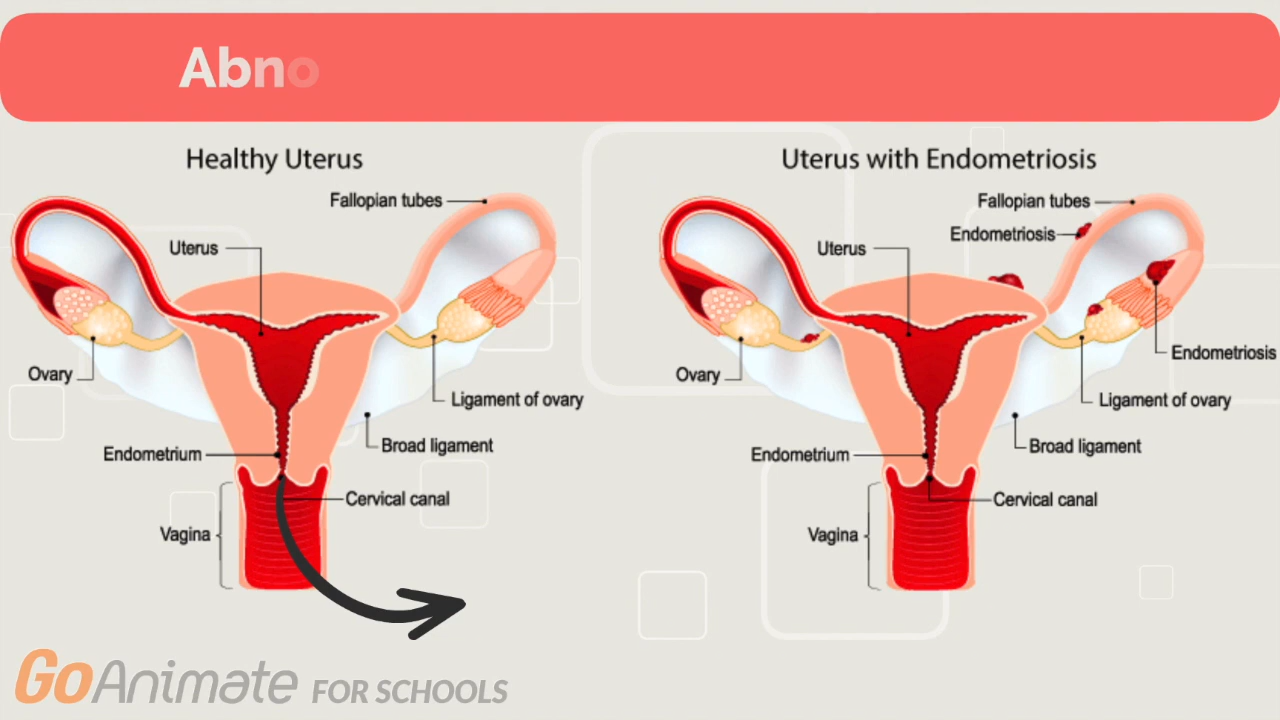 Abno
Healthy Uterus
Uterus with Endometriosis
Fallopian tubes
Uterus
Ovary
Ligament of ovary
Broad ligament
Endometrium
Cervical canal
Vagina
Fallopian tubes
Endometriosis
Uterus
Endometriosis
Ovary
Ligament of ovary
Broad ligament
Endometrium
Cervical canal
Vagina
GoAnimate FOR SCHOOLS